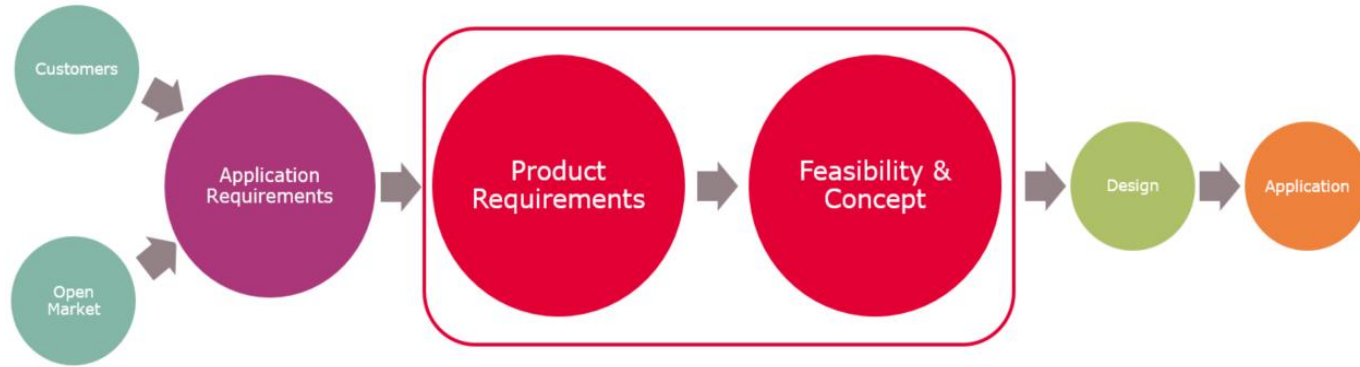 Customers
Open
Market
Application
Requirements
Product
Requirements
Feasibility &
Concept
Design
Application